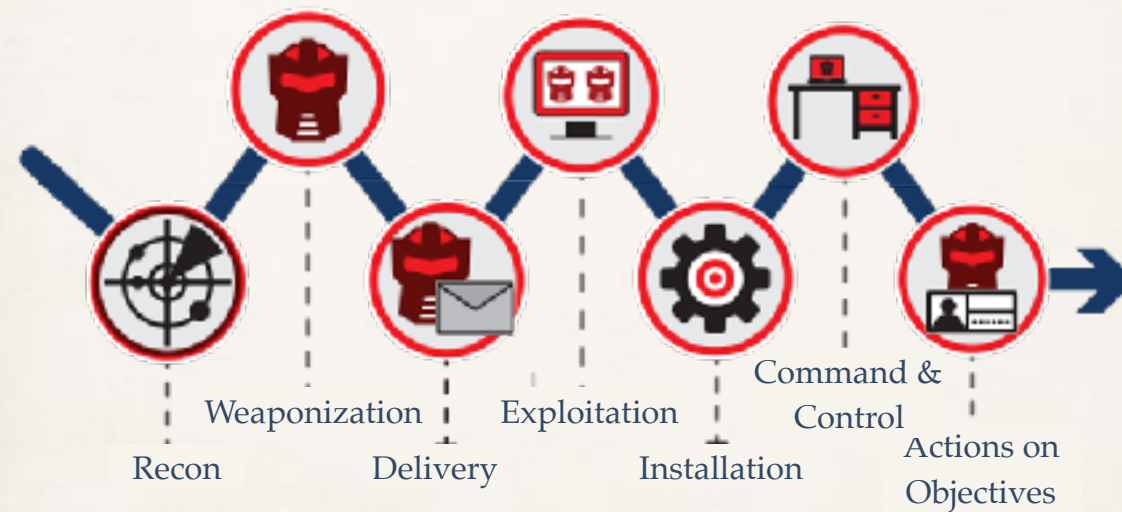 Weaponization
Exploitation
Command &
Control
Recon
Delivery
Installation
Actions on
Objectives